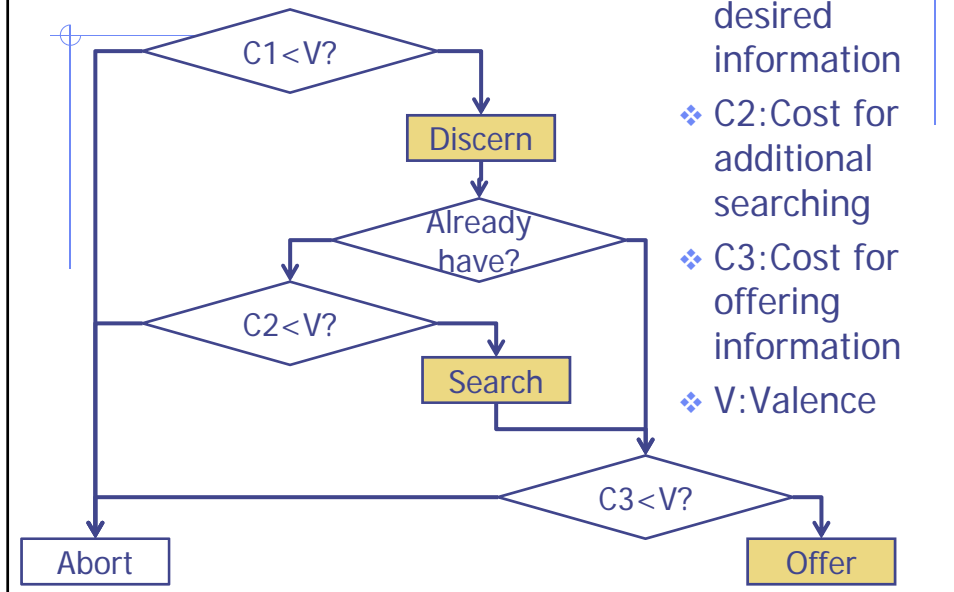 C1<V?
Discern
Already
have?
C2<V?
Search
C3<V?
Abort
Offer
desired
information
C2:Cost for
additional
searching
C3:Cost for
offering
information
V:Valence